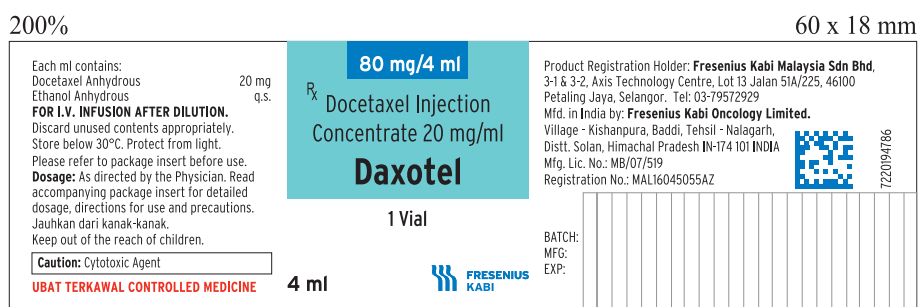 200%
60 x 18 mm
Each ml contains:
Docetaxel Anhydrous 20 mg
Ethanol Anhydrous q.s.
FOR I.V. INFUSION AFTER DILUTION.
Discard unused contents appropriately.
Store below 30°C. Protect from light.
Please refer to package insert before use.
Dosage: As directed by the Physician. Read
accompanying package insert for detailed
dosage, directions for use and precautions.
Jauhkan dari kanak-kanak.
Keep out of the reach of children.
Caution: Cytotoxic Agent
UBAT TERKAWAL CONTROLLED MEDICINE
80 mg/4 ml
Rx Docetaxel Injection
Concentrate 20 mg/ml
Daxotel
1 Vial
4 ml
FRESENIUS
KABI
Product Registration Holder: Fresenius Kabi Malaysia Sdn Bhd,
3-1 & 3-2, Axis Technology Centre, Lot 13 Jalan 51A/225, 46100
Petaling Jaya, Selangor. Tel: 03-79572929
Mfd. in India by: Fresenius Kabi Oncology Limited.
Village - Kishanpura, Baddi, Tehsil - Nalagarh,
Distt. Solan, Himachal Pradesh IN-174 101 INDIA
Mfg. Lic. No.: MB/07/519
Registration No.: MAL16045055AZ
7220194786
BATCH:
MFG:
EXP: